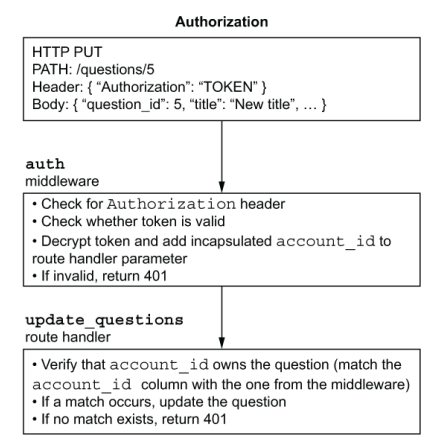 Authorization
HTTP PUT
PATH: /questions/5
Header: { “Authorization”: “TOKEN” }
Body: { “question_id”: 5, “title”: “New title”, … }
auth
middleware
• Check for Authorization header
• Check whether token is valid
• Decrypt token and add incapsulated account_id to
route handler parameter
• If invalid, return 401
update_questions
route handler
• Verify that account_id owns the question (match the
account_id column with the one from the middleware)
• If a match occurs, update the question
• If no match exists, return 401